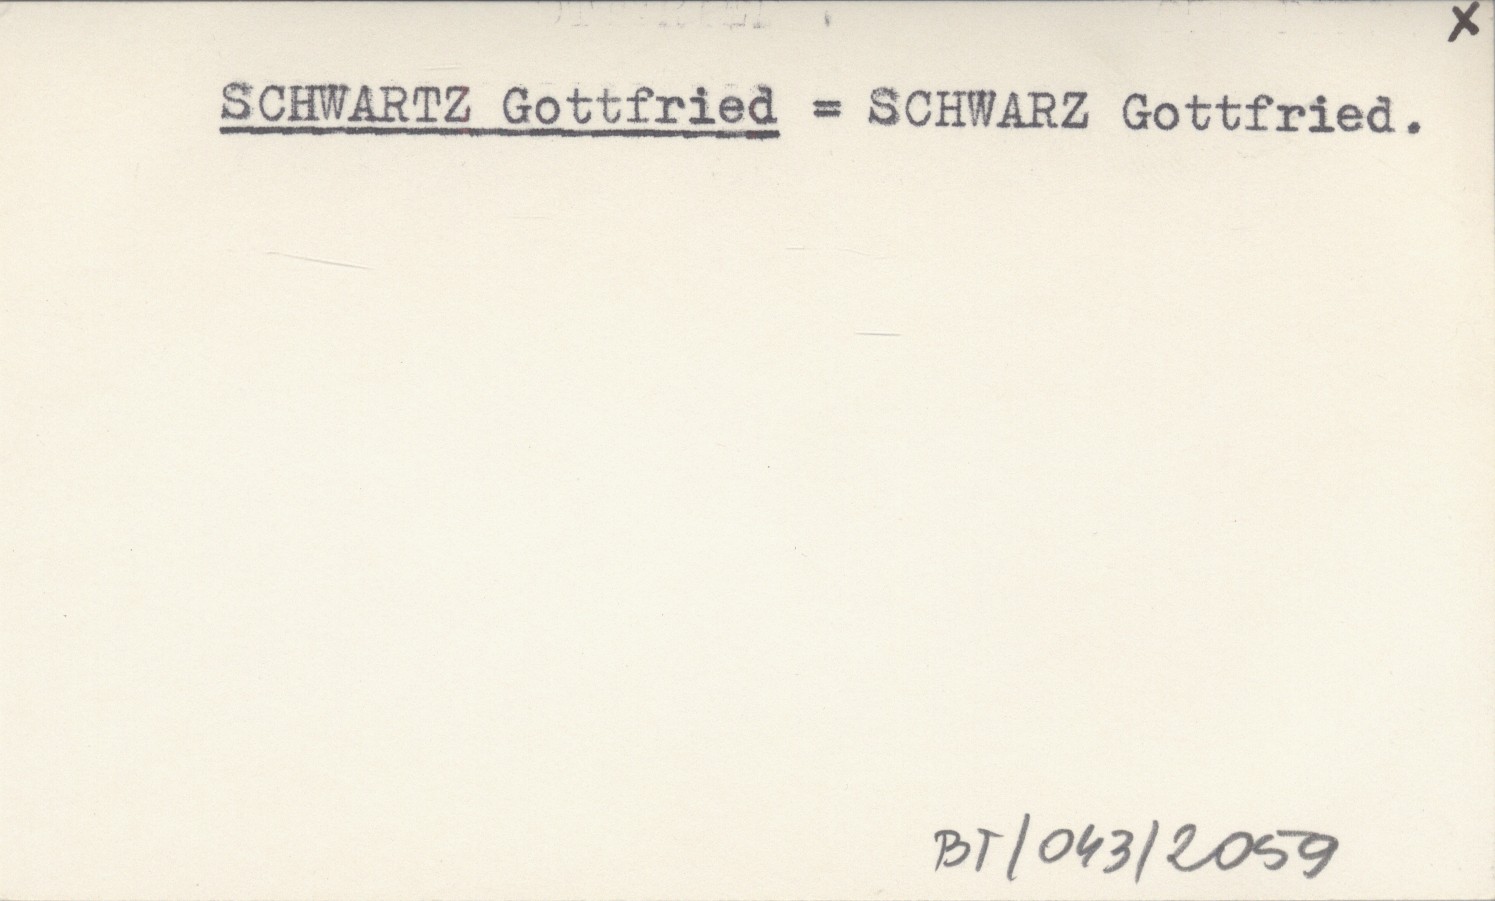 X
SCHWARTZ Gottfried = SCHWARZ Gottfried.
BT/043/2059